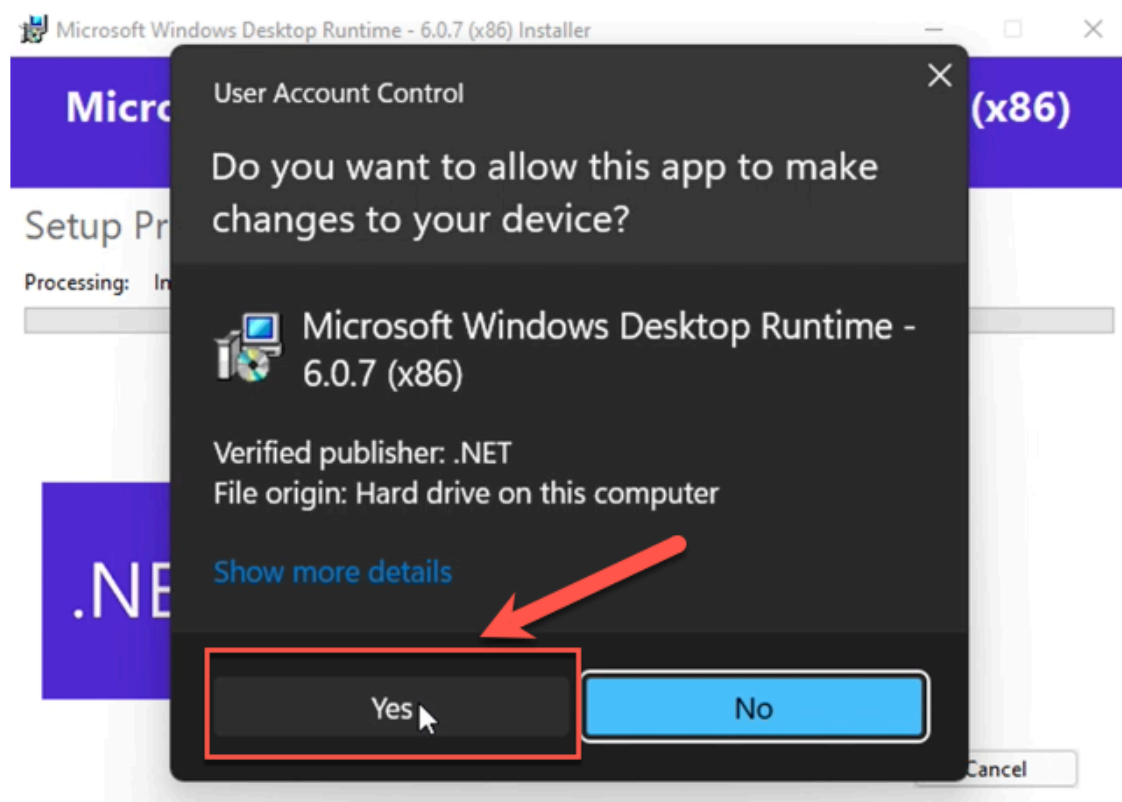 Microsoft Windows Desktop Runtime - 6.0.7 (x86) Installer
User Account Control
Micro
(x86)
Do you want to allow this app to make
changes to your device?
Setup Pr
Processing: In
Microsoft Windows Desktop Runtime -
6.0.7 (x86)
Verified publisher: .NET
File origin: Hard drive on this computer
Show more details
.NE
Yes
No
Cancel